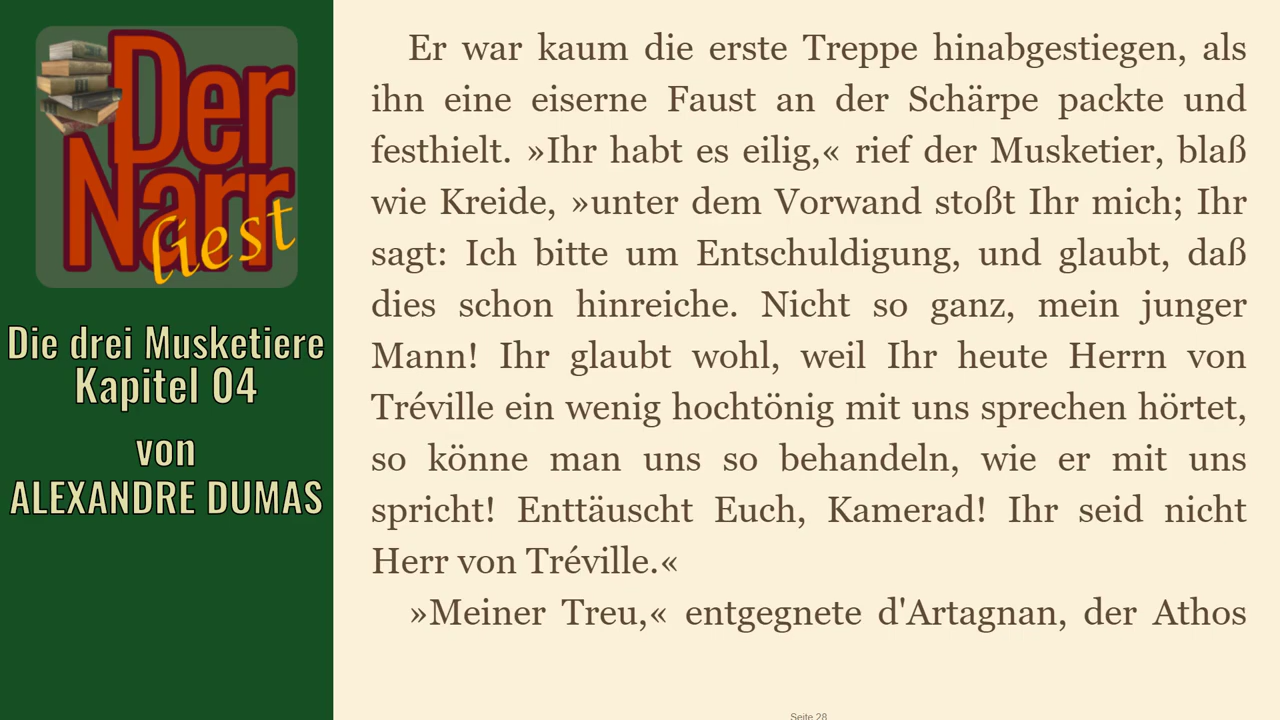 Der
Narr
liest
Die drei Musketiere
Kapitel 04
von
ALEXANDRE DUMAS
Er war kaum die erste Treppe hinabgestiegen, als
ihn eine eiserne Faust an der Schärpe packte und
festhielt. »Ihr habt es eilig,« rief der Musketier, blaß
wie Kreide, »unter dem Vorwand stoßt Ihr mich; Ihr
sagt: Ich bitte um Entschuldigung, und glaubt, daß
dies schon hinreiche. Nicht so ganz, mein junger
Mann! Ihr glaubt wohl, weil Ihr heute Herrn von
Tréville ein wenig hochtönig mit uns sprechen hörtet,
so könne man uns so behandeln, wie er mit uns
spricht! Enttäuscht Euch, Kamerad! Ihr seid nicht
Herr von Tréville.«
»Meiner Treu,« entgegnete d'Artagnan, der Athos
Seite 28